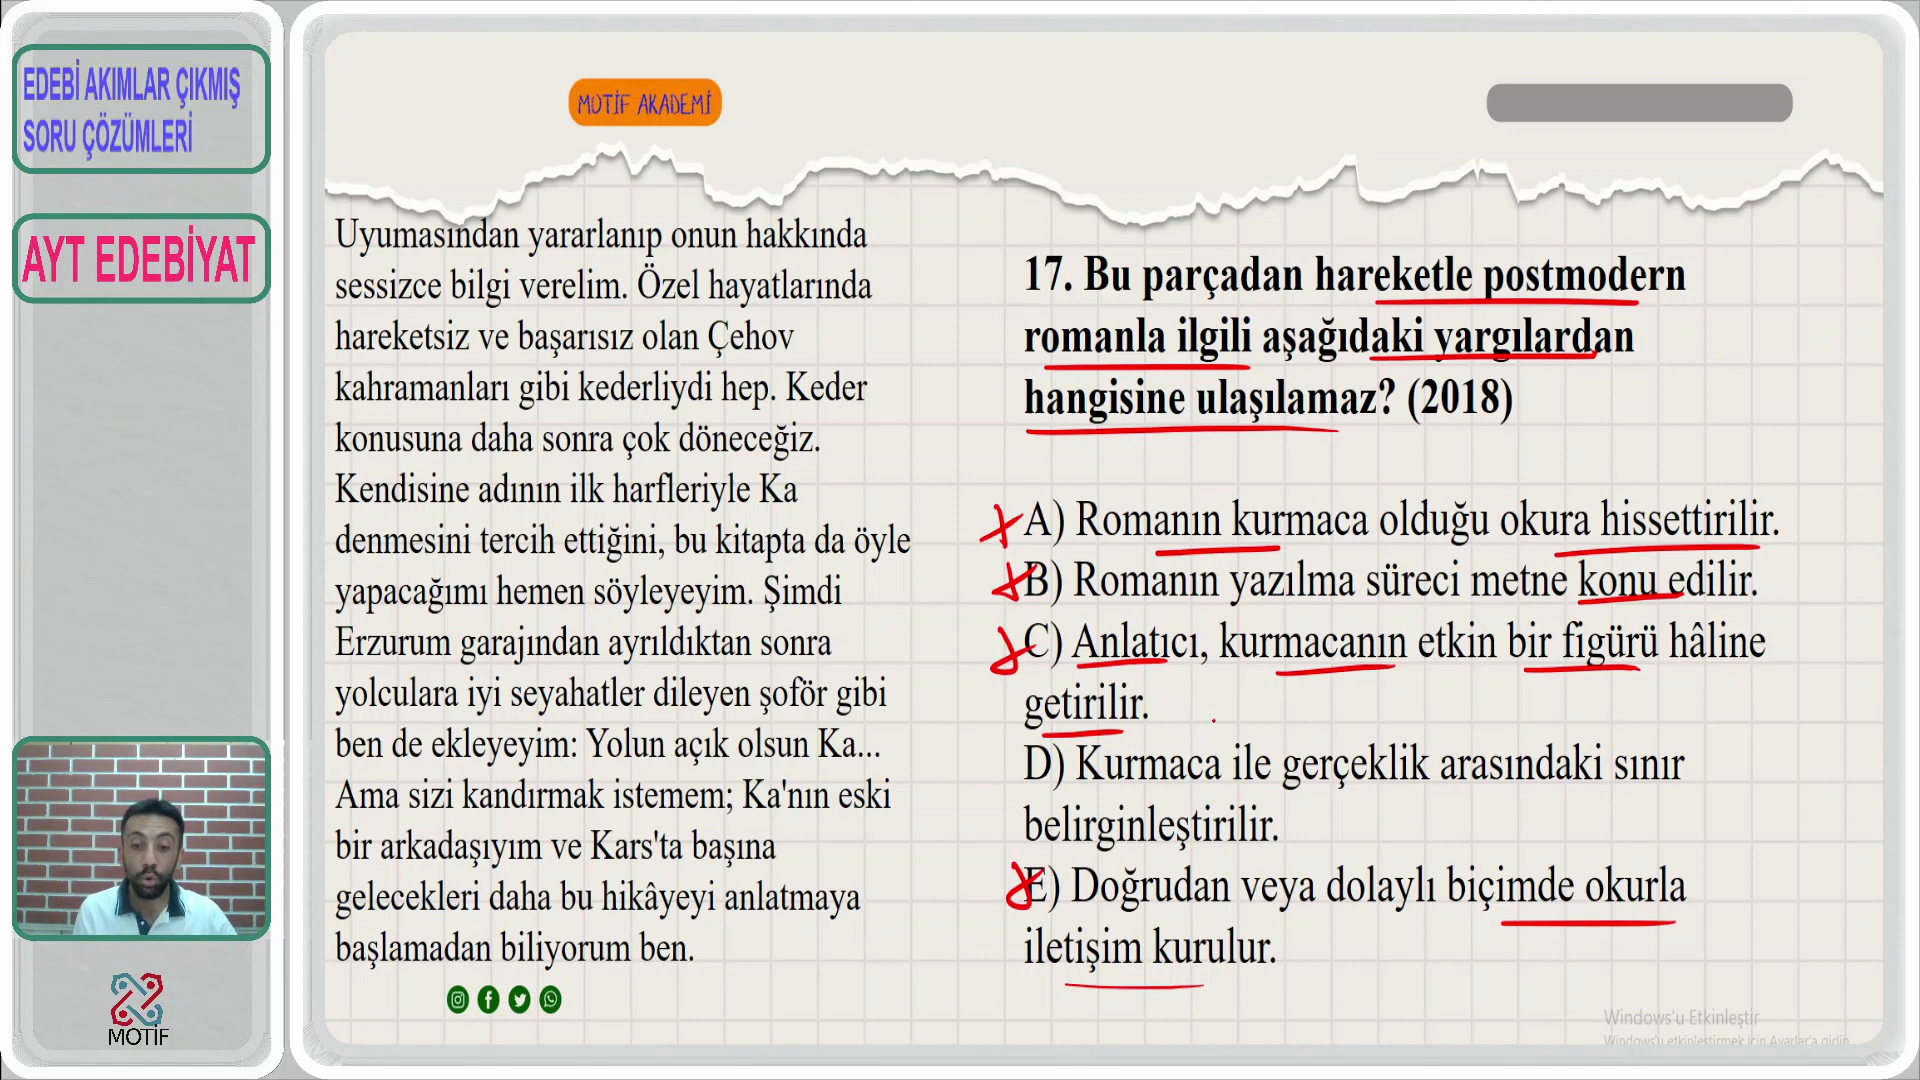 EDEBİ AKIMLAR ÇIKMIŞ
SORU ÇÖZÜMLERİ
AYT EDEBİYAT
MOTİF
MOTİF AKADEMİ
Uyumasından yararlanıp onun hakkında
sessizce bilgi verelim. Özel hayatlarında
hareketsiz ve başarısız olan Çehov
kahramanları gibi kederliydi hep. Keder
konusuna daha sonra çok döneceğiz.
Kendisine adının ilk harfleriyle Ka
denmesini tercih ettiğini, bu kitapta da öyle
yapacağımı hemen söyleyeyim. Şimdi
Erzurum garajından ayrıldıktan sonra
yolculara iyi seyahatler dileyen şoför gibi
ben de ekleyeyim: Yolun açık olsun Ka...
Ama sizi kandırmak istemem; Ka'nın eski
bir arkadaşıyım ve Kars'ta başına
gelecekleri daha bu hikâyeyi anlatmaya
başlamadan biliyorum ben.
17. Bu parçadan hareketle postmodern
romanla ilgili aşağıdaki yargılardan
hangisine ulaşılamaz? (2018)
A) Romanın kurmaca olduğu okura hissettirilir.
B) Romanın yazılma süreci metne konu edilir.
C) Anlatıcı, kurmacanın etkin bir figürü hâline
getirilir.
D) Kurmaca ile gerçeklik arasındaki sınır
belirginleştirilir.
E) Doğrudan veya dolaylı biçimde okurla
iletişim kurulur.
Windows'u Etkinleştir
Windows'u etkinleştirmek için Ayarlar'a gidin.